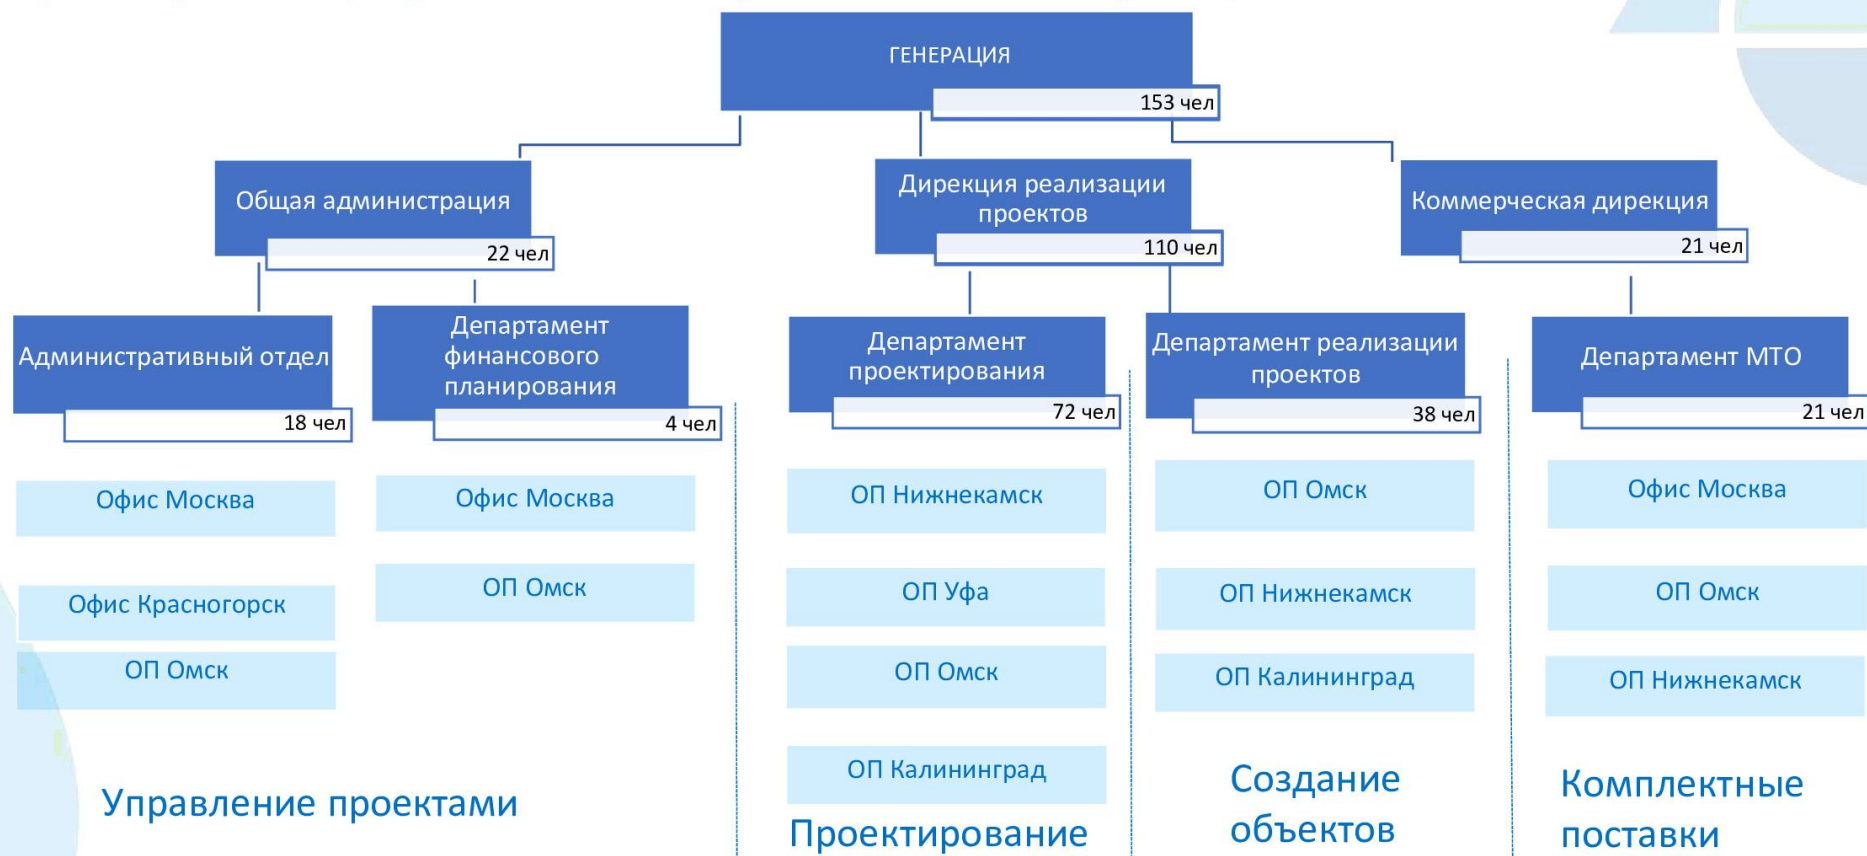 ГЕНЕРАЦИЯ
153 чел
Общая администрация
22 чел
Дирекция реализации
проектов
110 чел
Коммерческая дирекция
21 чел
Административный отдел
18 чел
Департамент
финансового
планирования
4 чел
Департамент
проектирования
72 чел
Департамент реализации
проектов
38 чел
Департамент МТО
21 чел
Офис Москва
Офис Красногорск
ОП Омск
Офис Москва
ОП Омск
ОП Нижнекамск
ОП Уфа
ОП Омск
ОП Калининград
ОП Омск
ОП Нижнекамск
ОП Калининград
Офис Москва
ОП Омск
ОП Нижнекамск
Управление проектами
Проектирование
Создание
объектов
Комплектные
поставки